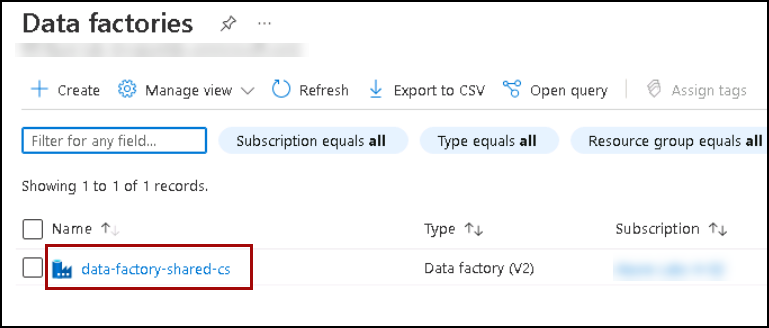 Data factories
+ Create Manage view Refresh Export to CSV Open query Assign tags
Filter for any field... Subscription equals all Type equals all Resource group equals all
Showing 1 to 1 of 1 records.
Name ↑↓ Type ↑↓ Subscription ↑↓
data-factory-shared-cs Data factory (V2)